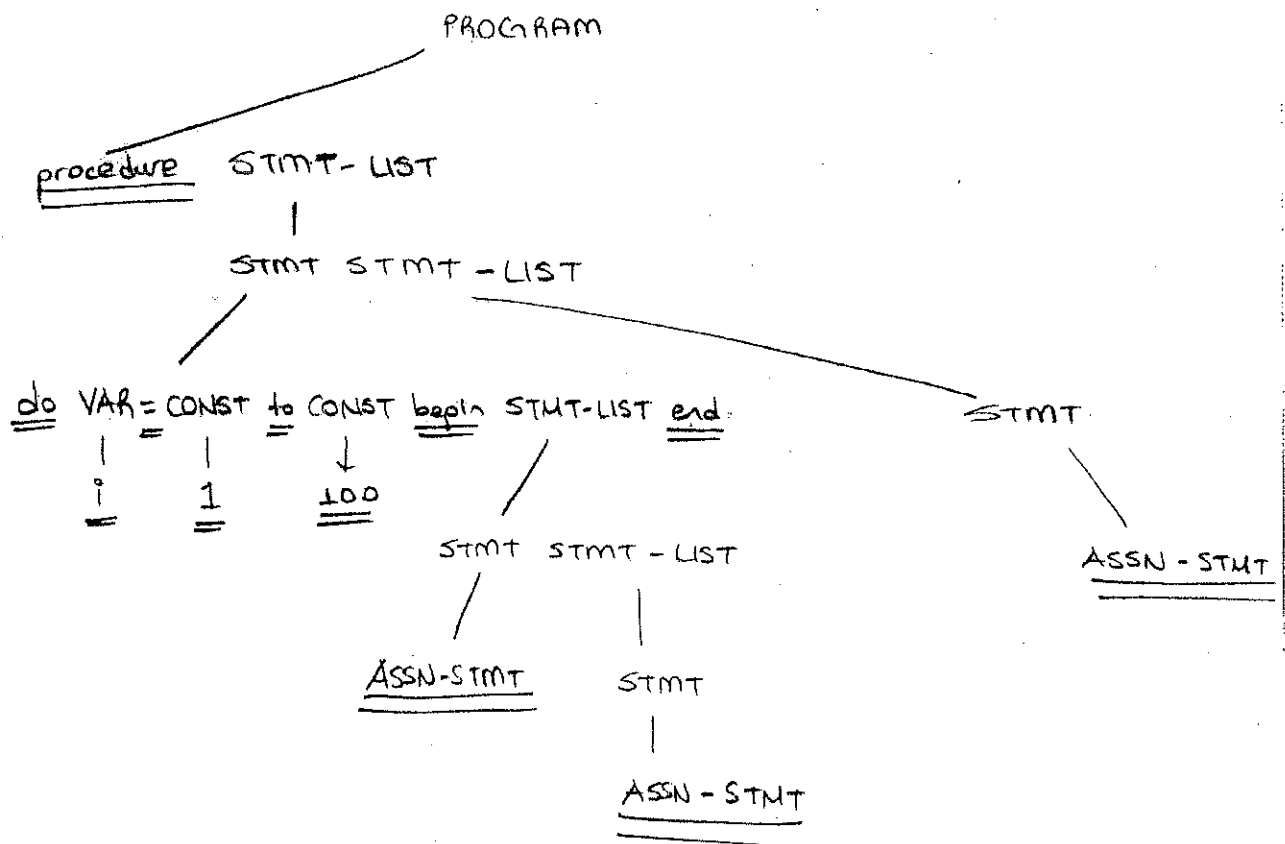 PROGRAM
procedure STMT-LIST
STMT STMT-LIST
do VAR = CONST to CONST begin STMT-LIST end
STMT
i 1 100
STMT STMT-LIST
ASSN-STMT
ASSN-STMT STMT
ASSN-STMT